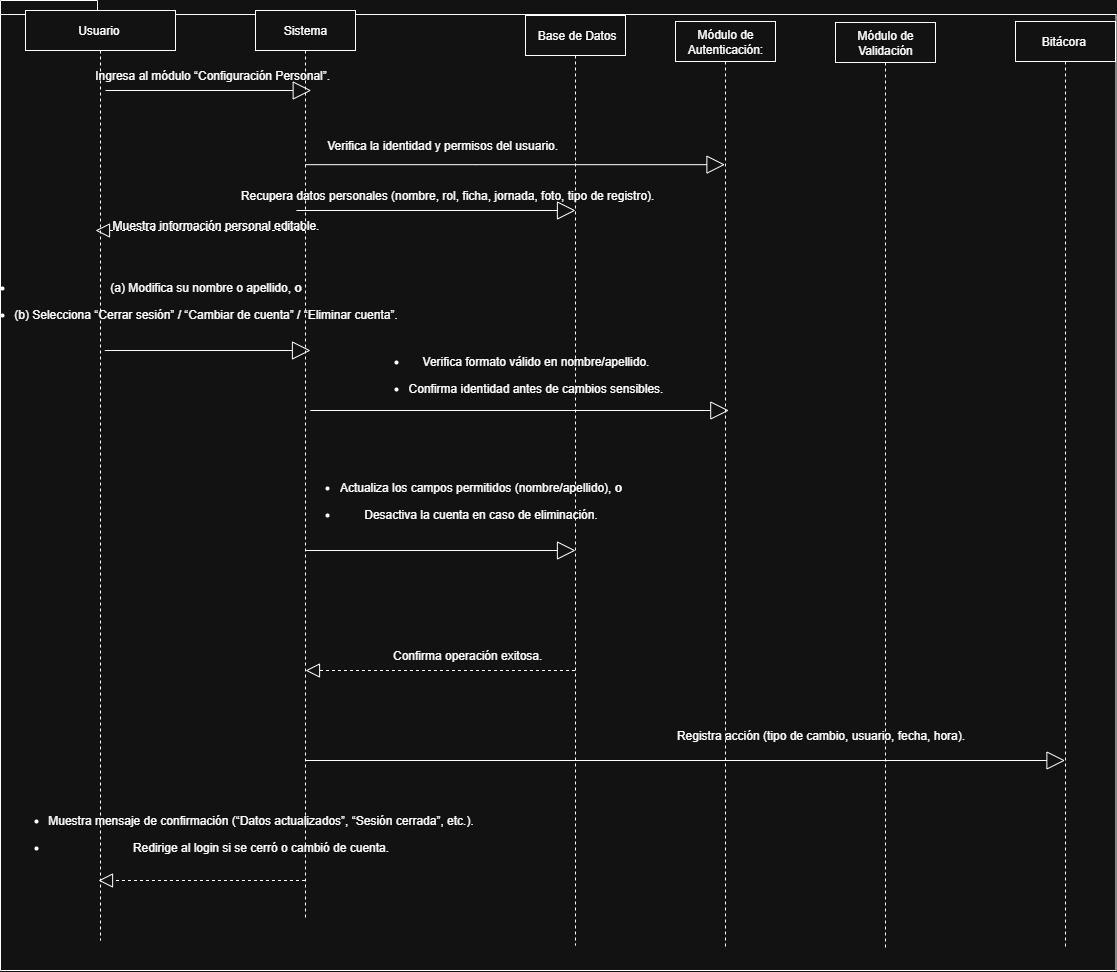 Usuario
Sistema
Base de Datos
Módulo de
Autenticación:
Módulo de
Validación
Bitácora
Ingresa al módulo “Configuración Personal”.
Verifica la identidad y permisos del usuario.
Recupera datos personales (nombre, rol, ficha, jornada, foto, tipo de registro).
Muestra información personal editable.
(a) Modifica su nombre o apellido, o
(b) Selecciona “Cerrar sesión” / “Cambiar de cuenta” / “Eliminar cuenta”.
Verifica formato válido en nombre/apellido.
Confirma identidad antes de cambios sensibles.
Actualiza los campos permitidos (nombre/apellido), o
Desactiva la cuenta en caso de eliminación.
Confirma operación exitosa.
Registra acción (tipo de cambio, usuario, fecha, hora).
Muestra mensaje de confirmación (“Datos actualizados”, “Sesión cerrada”, etc.).
Redirige al login si se cerró o cambió de cuenta.